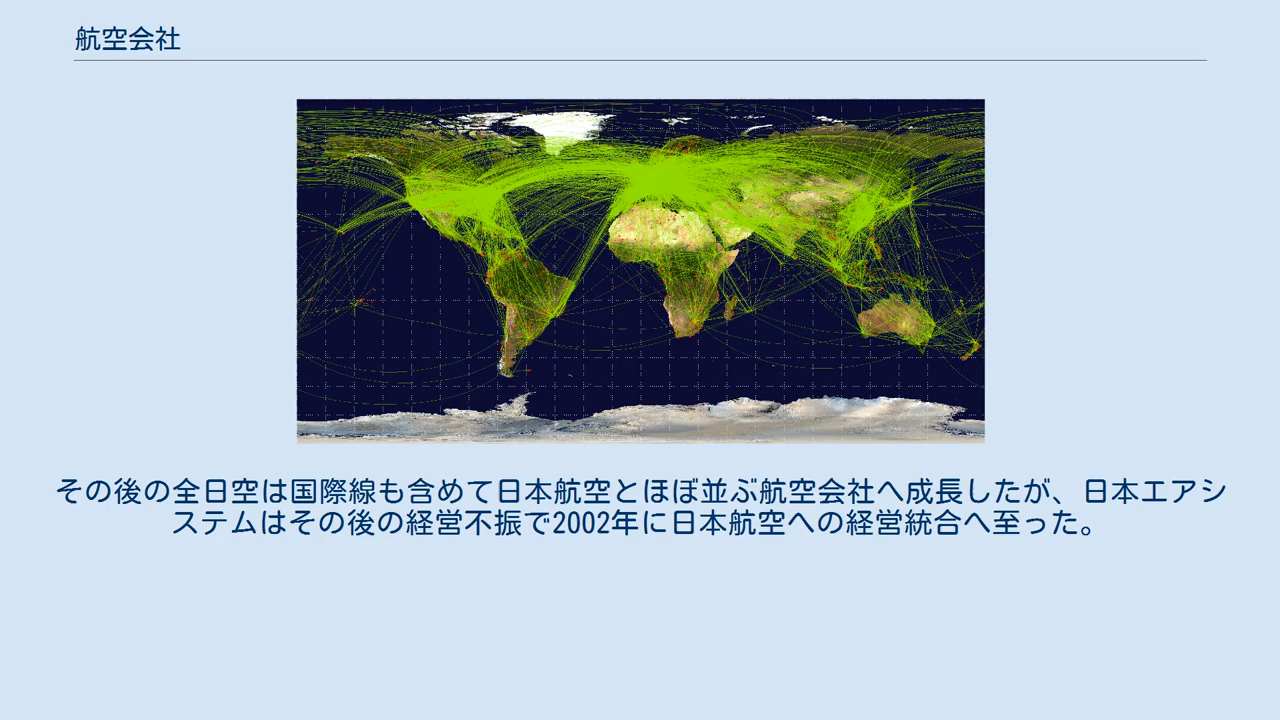 航空会社
その後の全日空は国際線も含めて日本航空とほぼ並ぶ航空会社へ成長したが、日本エアシ
ステムはその後の経営不振で2002年に日本航空への経営統合へ至った。